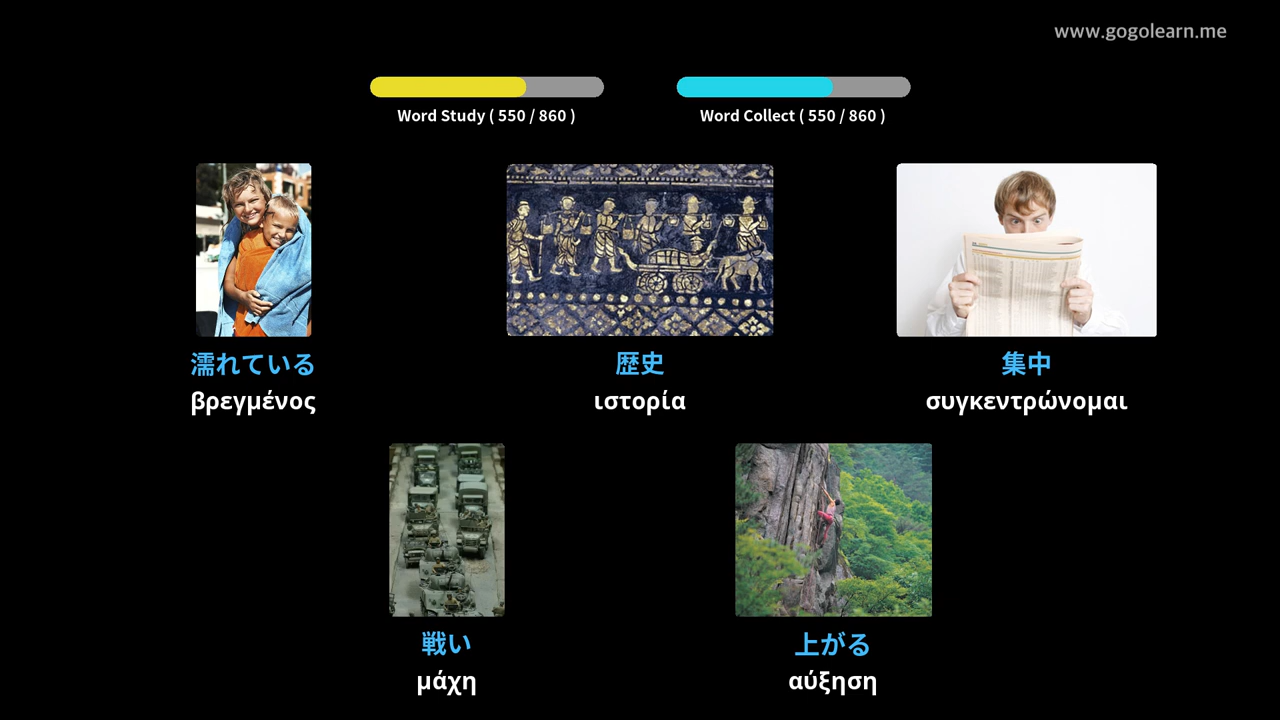 www.gogolearn.me
Word Study ( 550 / 860 )
Word Collect ( 550 / 860 )
濡れている
βρεγμένος
歴史
ιστορία
集中
συγκεντρώνομαι
戦い
μάχη
上がる
αύξηση